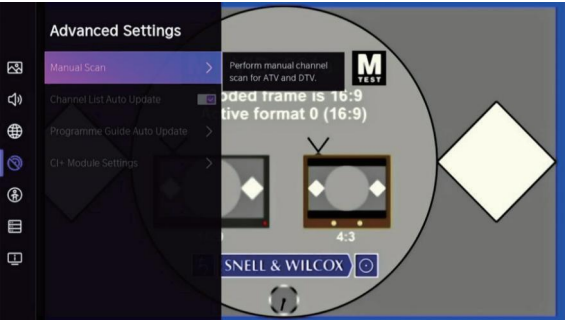 Advanced Settings
Manual Scan
Perform manual channel
scan for ATV and DTV.
M
TEST
Channel List Auto Update
oded frame is 16:9
Programme Guide Auto Update
tive format 0 (16:9)
CI+ Module Settings
4:3
SNELL & WILCOX